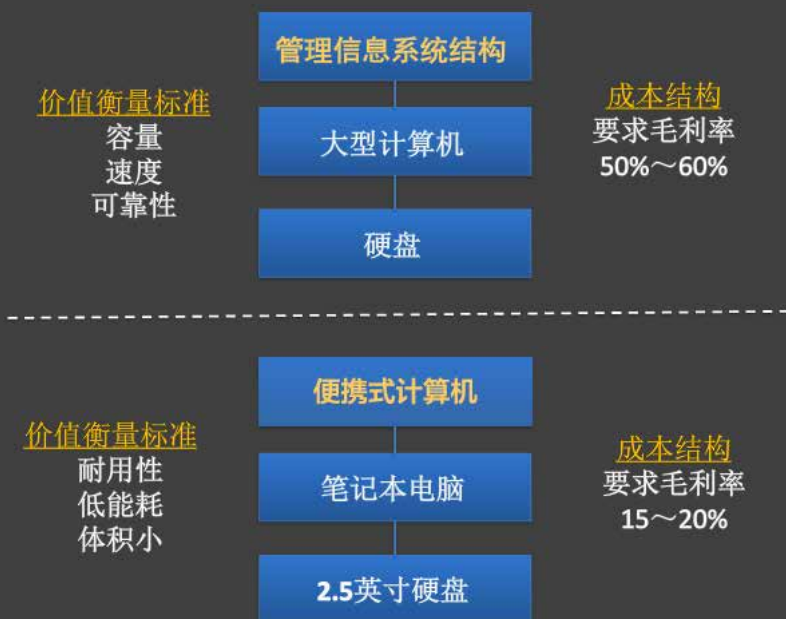 管理信息系统结构
价值衡量标准
容量
速度
可靠性
大型计算机
成本结构
要求毛利率
50%～60%
硬盘
便携式计算机
价值衡量标准
耐用性
低能耗
体积小
笔记本电脑
成本结构
要求毛利率
15～20%
2.5英寸硬盘